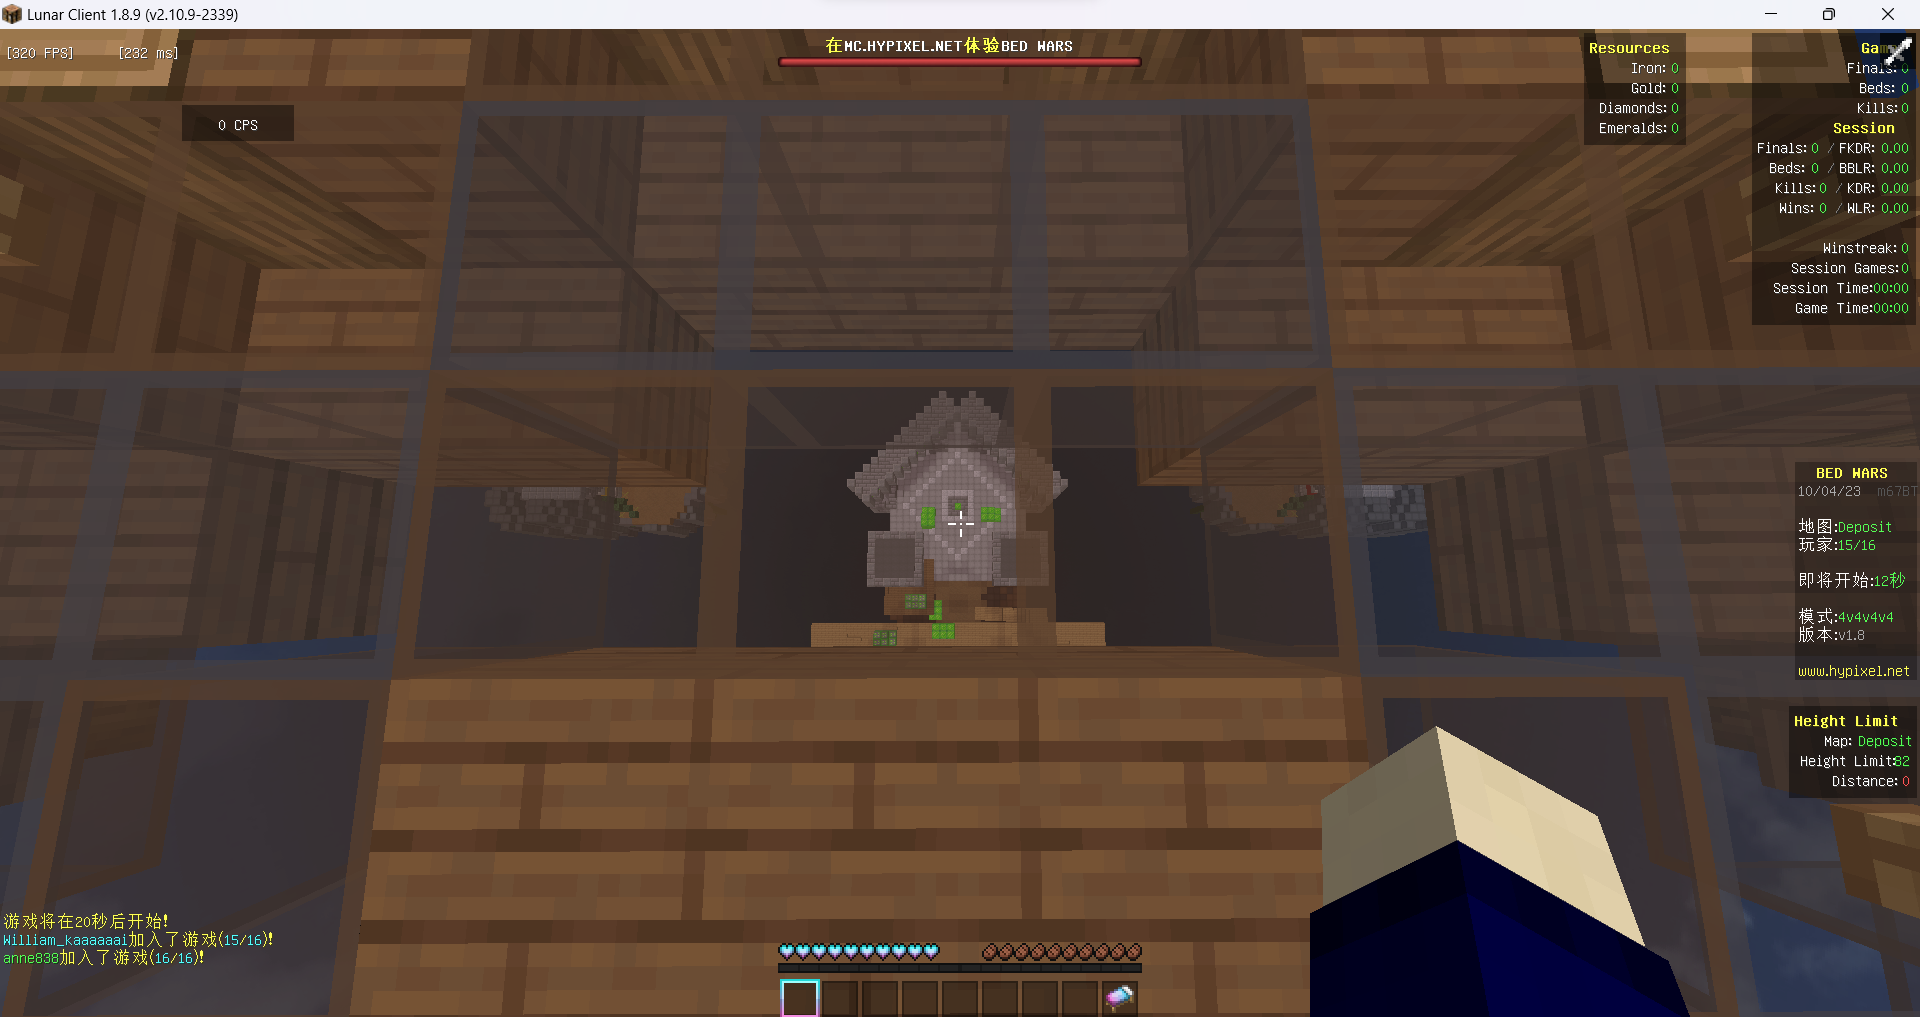 Lunar Client 1.8.9 (v2.10.9-2339)
[320 FPS] [232 ms]
在MC.HYPIXEL.NET体验BED WARS
0 CPS
Resources
Iron: 0
Gold: 0
Diamonds: 0
Emeralds: 0
Finals: 0
Beds: 0
Kills: 0
Session
Finals: 0 / FKDR: 0.00
Beds: 0 / BBLR: 0.00
Kills: 0 / KDR: 0.00
Wins: 0 / WLR: 0.00
Winstreak: 0
Session Games: 0
Session Time: 00:00
Game Time: 00:00
BED WARS
10/04/23 m67BT
地图:Deposit
玩家:15/16
即将开始:12秒
模式:4v4v4v4
版本:v1.8
www.hypixel.net
Height Limit
Map: Deposit
Height Limit:82
Distance: 0
游戏将在20秒后开始!
William_kaaaaaai加入了游戏(15/16)!
anne838加入了游戏(16/16)!